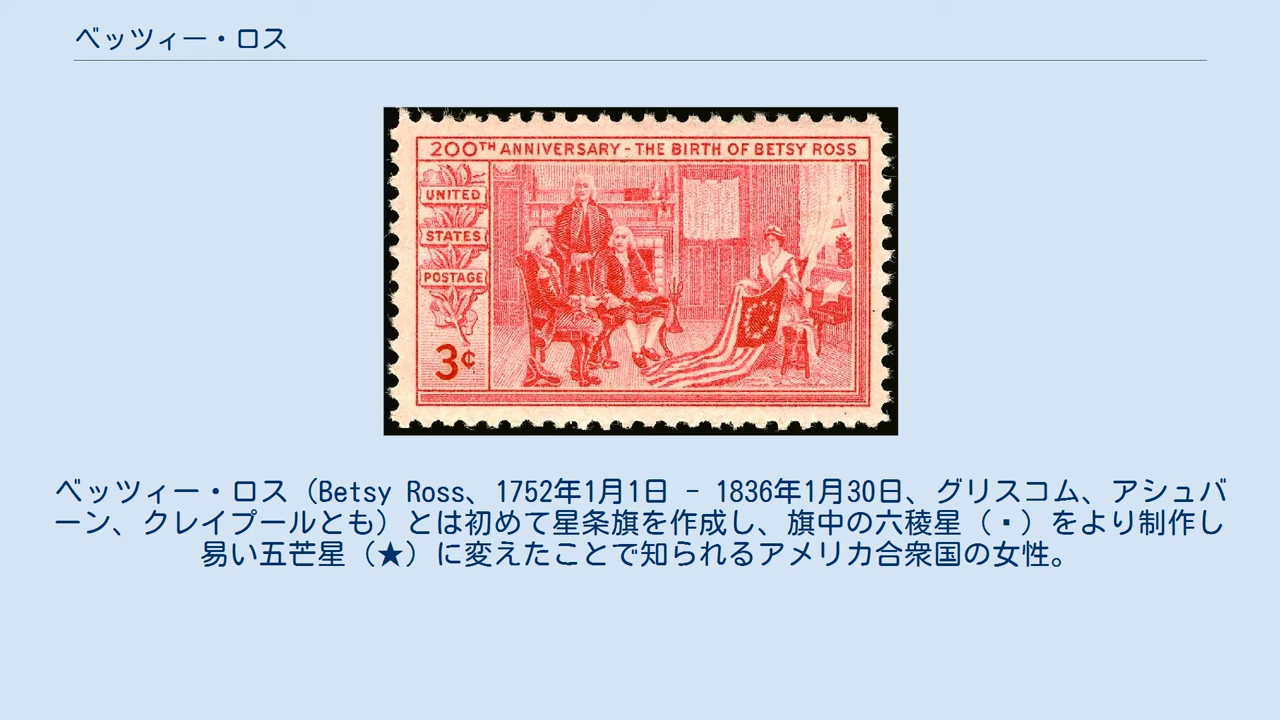 ベッツィー・ロス
200TH ANNIVERSARY - THE BIRTH OF BETSY ROSS
UNITED
STATES
POSTAGE
3¢
ベッツィー・ロス（Betsy Ross、1752年1月1日 - 1836年1月30日、グリスコム、アシュバ
ーン、クレイプールとも）とは初めて星条旗を作成し、旗中の六稜星（▪）をより制作し
易い五芒星（★）に変えたことで知られるアメリカ合衆国の女性。